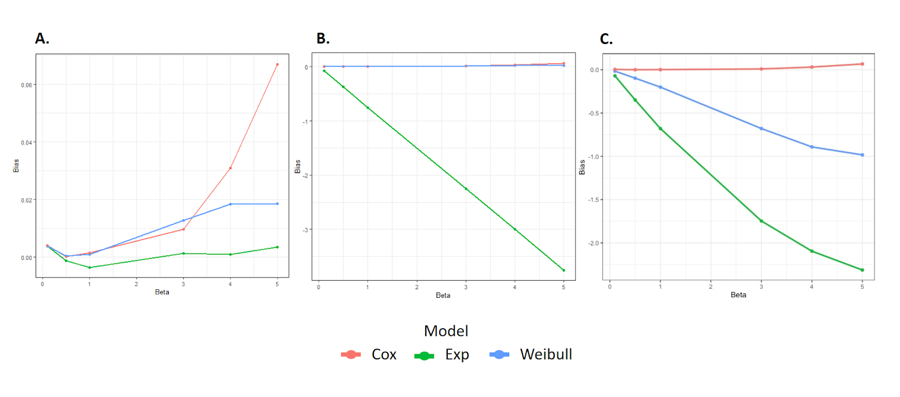 A.
B.
C.
0.06
0.04
0.02
0.00
Bias
0 1 2 3 4 5
Beta
0
-1
-2
-3
Bias
0 1 2 3 4 5
Beta
0.0
-0.5
-1.0
-1.5
-2.0
Bias
0 1 2 3 4 5
Beta
Model
Cox Exp Weibull